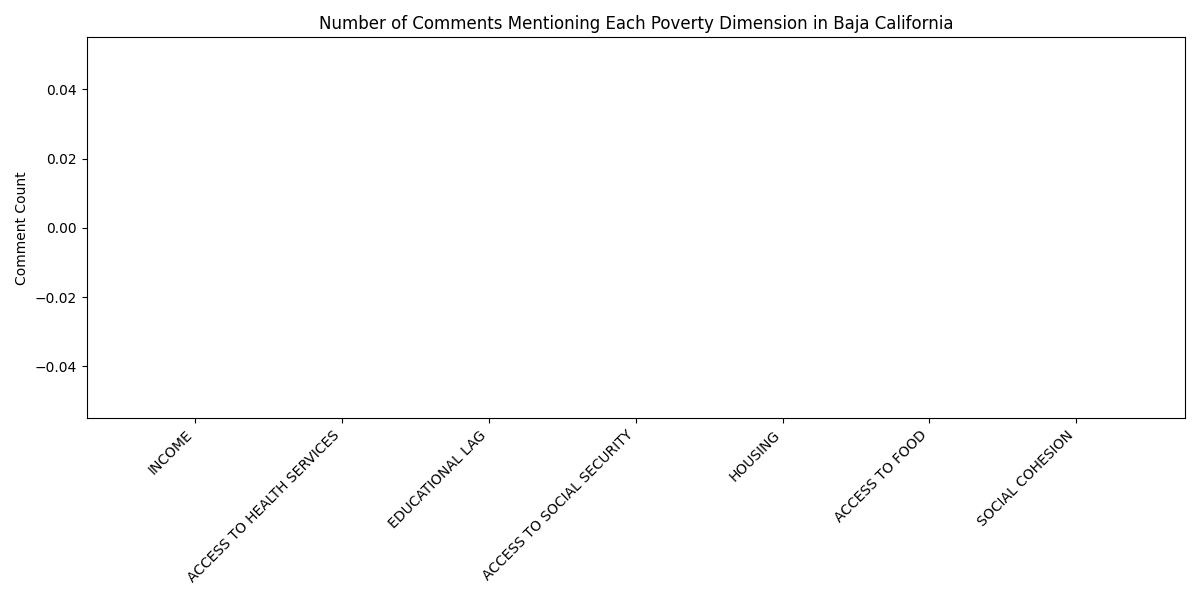 Number of Comments Mentioning Each Poverty Dimension in Baja California
Comment Count
0.04
0.02
0.00
−0.02
−0.04
INCOME
ACCESS TO HEALTH SERVICES
EDUCATIONAL LAG
ACCESS TO SOCIAL SECURITY
HOUSING
ACCESS TO FOOD
SOCIAL COHESION